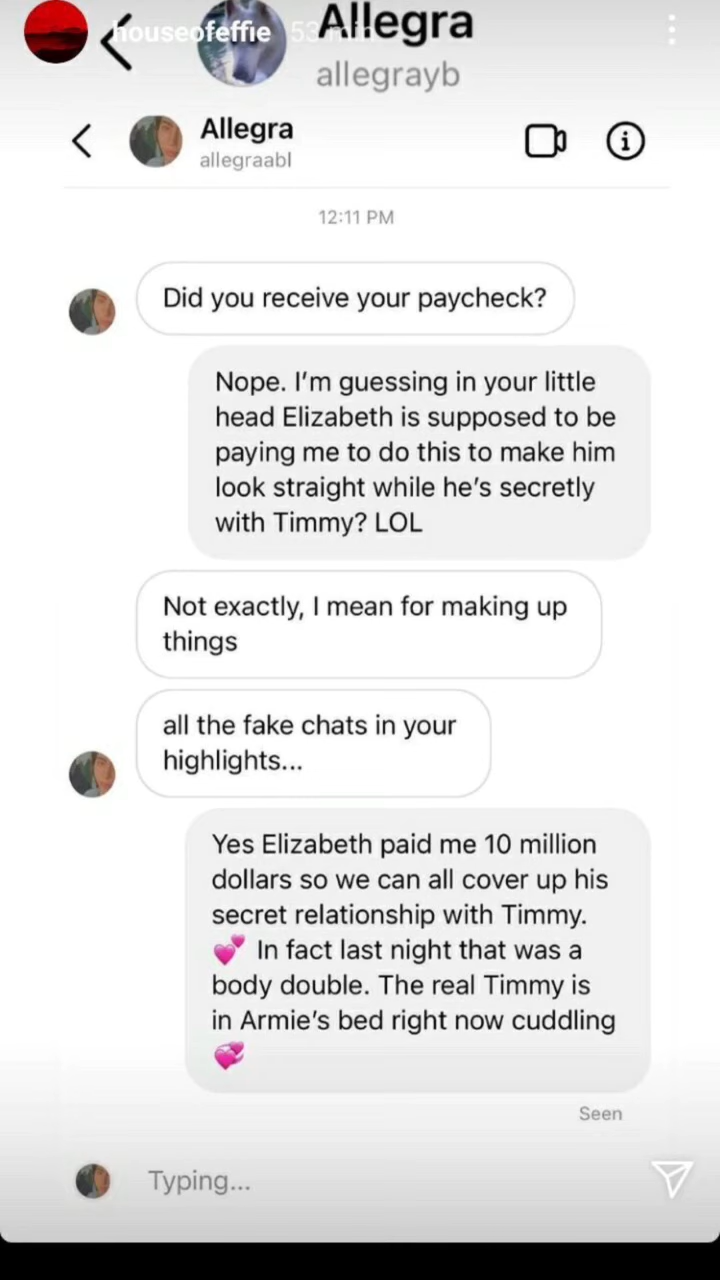 houseofeffie 53 min
Allegra
allegrayb
Allegra
allegraabl
12:11 PM
Did you receive your paycheck?
Nope. I'm guessing in your little
head Elizabeth is supposed to be
paying me to do this to make him
look straight while he's secretly
with Timmy? LOL
Not exactly, I mean for making up
things
all the fake chats in your
highlights...
Yes Elizabeth paid me 10 million
dollars so we can all cover up his
secret relationship with Timmy.
💕 In fact last night that was a
body double. The real Timmy is
in Armie's bed right now cuddling
💞
Seen
Typing...